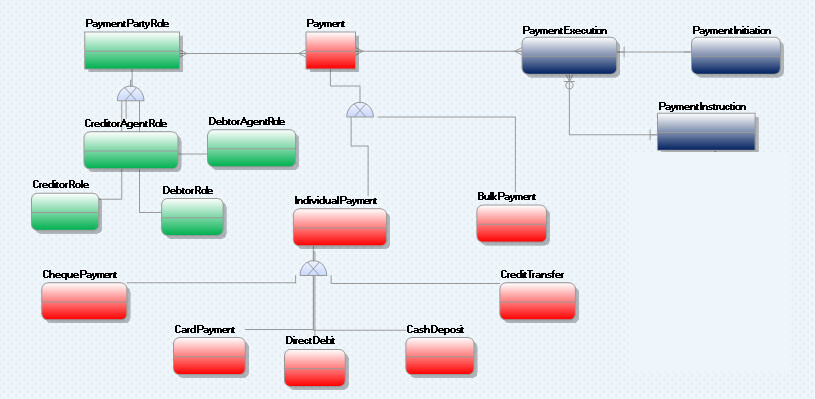 PaymentPartyRole
Payment
PaymentExecution
PaymentInitiation
PaymentInstruction
CreditorAgentRole
DebtorAgentRole
CreditorRole
DebtorRole
IndividualPayment
BulkPayment
ChequePayment
CreditTransfer
CardPayment
DirectDebit
CashDeposit